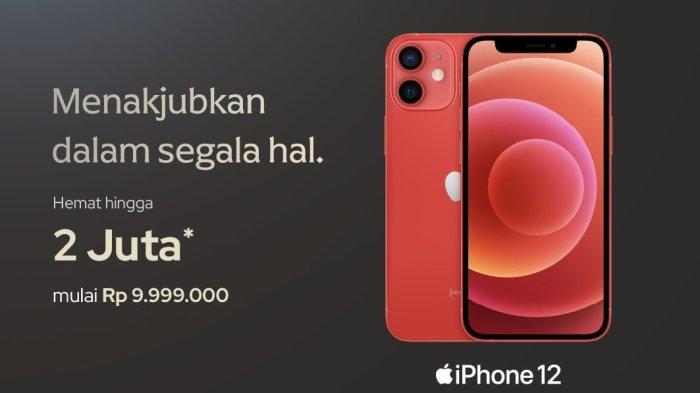 Menakjubkan
dalam segala hal.
Hemat hingga
2 Juta*
mulai Rp 9.999.000
iPhone 12